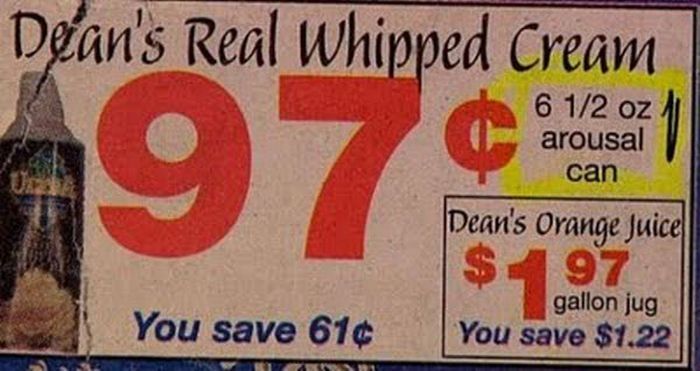 Dean's Real Whipped Cream
97¢
6 1/2 oz
arousal
can
Dean's Orange Juice
$1 97
gallon jug
You save $1.22
You save 61¢